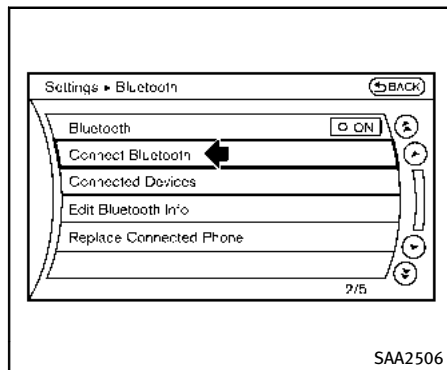 Settings ▸ Bluetooth
BACK
Bluetooth
ON
Connect Bluetooth
Connected Devices
Edit Bluetooth Info
Replace Connected Phone
2/5
SAA2506